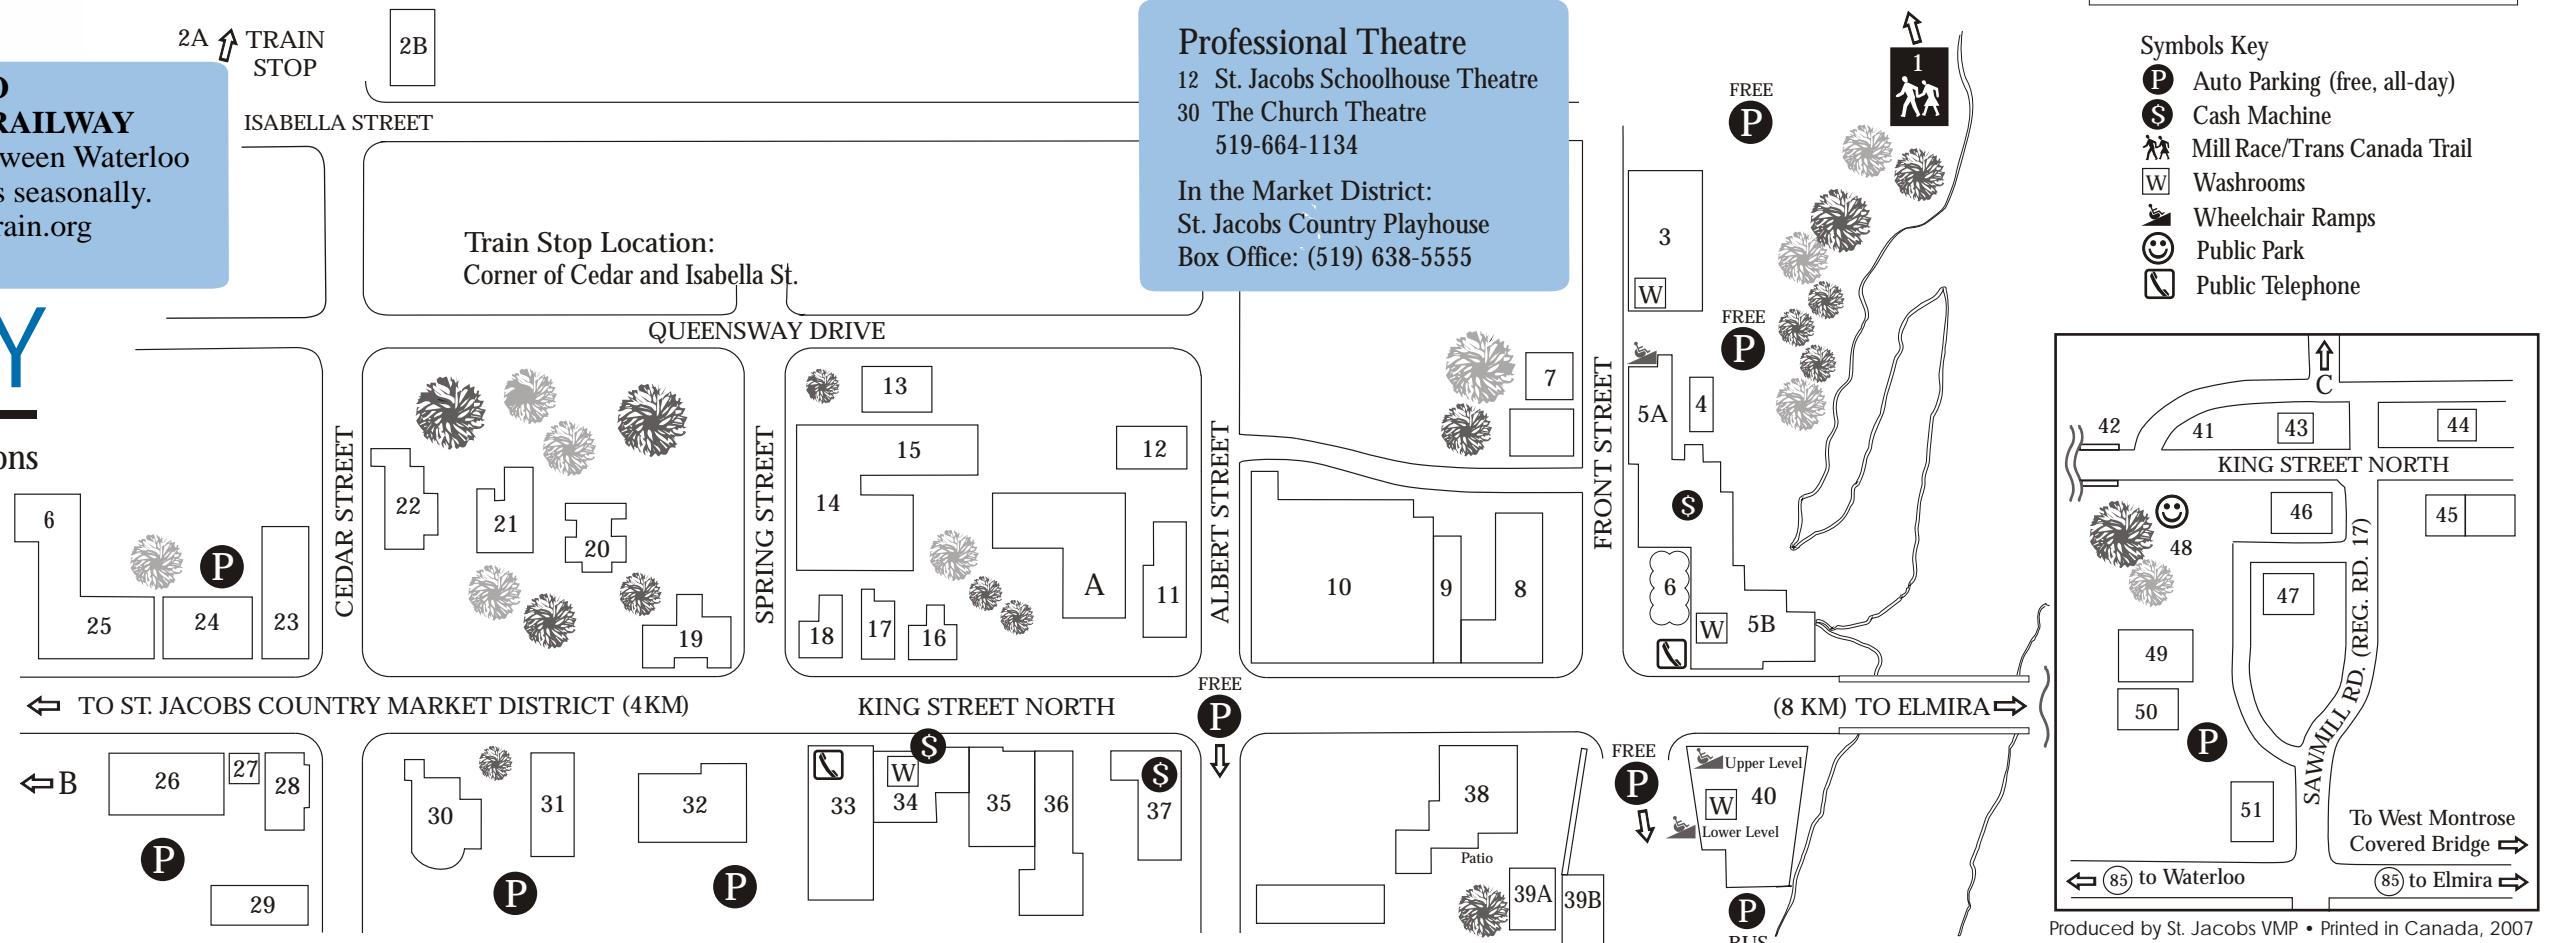 2A
TRAIN
STOP
2B
RAILWAY
ween Waterloo
s seasonally.
rain.org
Y
ons
ISABELLA STREET
Train Stop Location:
Corner of Cedar and Isabella St.
QUEENSWAY DRIVE
Professional Theatre
12 St. Jacobs Schoolhouse Theatre
30 The Church Theatre
519-664-1134
In the Market District:
St. Jacobs Country Playhouse
Box Office: (519) 638-5555
FREE
P
1
3
W
FREE
P
5A
4
$
6
W
5B
7
FRONT STREET
10
9
8
ALBERT STREET
13
15
12
14
A
11
18
17
16
SPRING STREET
22
21
20
19
CEDAR STREET
6
P
25
24
23
TO ST. JACOBS COUNTRY MARKET DISTRICT (4KM)
KING STREET NORTH
FREE
P
(8 KM) TO ELMIRA
B
26
27
28
P
29
30
31
P
32
P
33
W
$
34
35
36
$
37
38
Patio
39A
39B
FREE
P
Upper Level
W
40
Lower Level
P
BUS
Symbols Key
P Auto Parking (free, all-day)
$ Cash Machine
Mill Race/Trans Canada Trail
W Washrooms
Wheelchair Ramps
Public Park
Public Telephone
C
42
41
43
44
KING STREET NORTH
46
45
48
47
49
50
P
51
SAWMILL RD. (REG. RD. 17)
To West Montrose
Covered Bridge
85 to Waterloo
85 to Elmira
Produced by St. Jacobs VMP • Printed in Canada, 2007